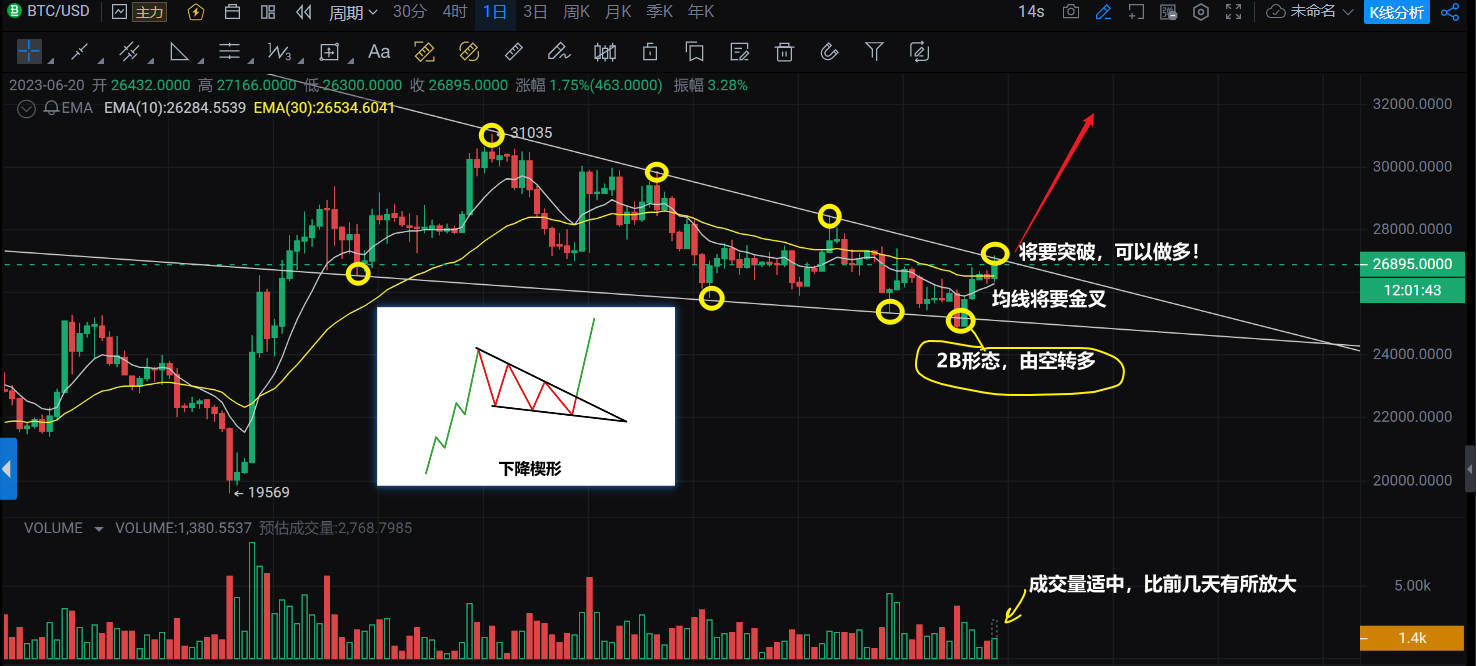 BTC/USD 主力 周期 30分 4时 1日 3日 周K 月K 季K 年K 14s 未命名 K线分析
Aa
2023-06-20 开 26432.0000 高 27166.0000 低 26300.0000 收 26895.0000 涨幅 1.75%(463.0000) 振幅 3.28%
EMA EMA(10):26284.5539 EMA(30):26534.6041
32000.0000
31035
30000.0000
28000.0000
将要突破，可以做多！
26895.0000
12:01:43
均线将要金叉
24000.0000
2B形态，由空转多
22000.0000
下降楔形
20000.0000
19569
VOLUME VOLUME:1,380.5537 预估成交量:2,768.7985
5.00k
成交量适中，比前几天有所放大
1.4k